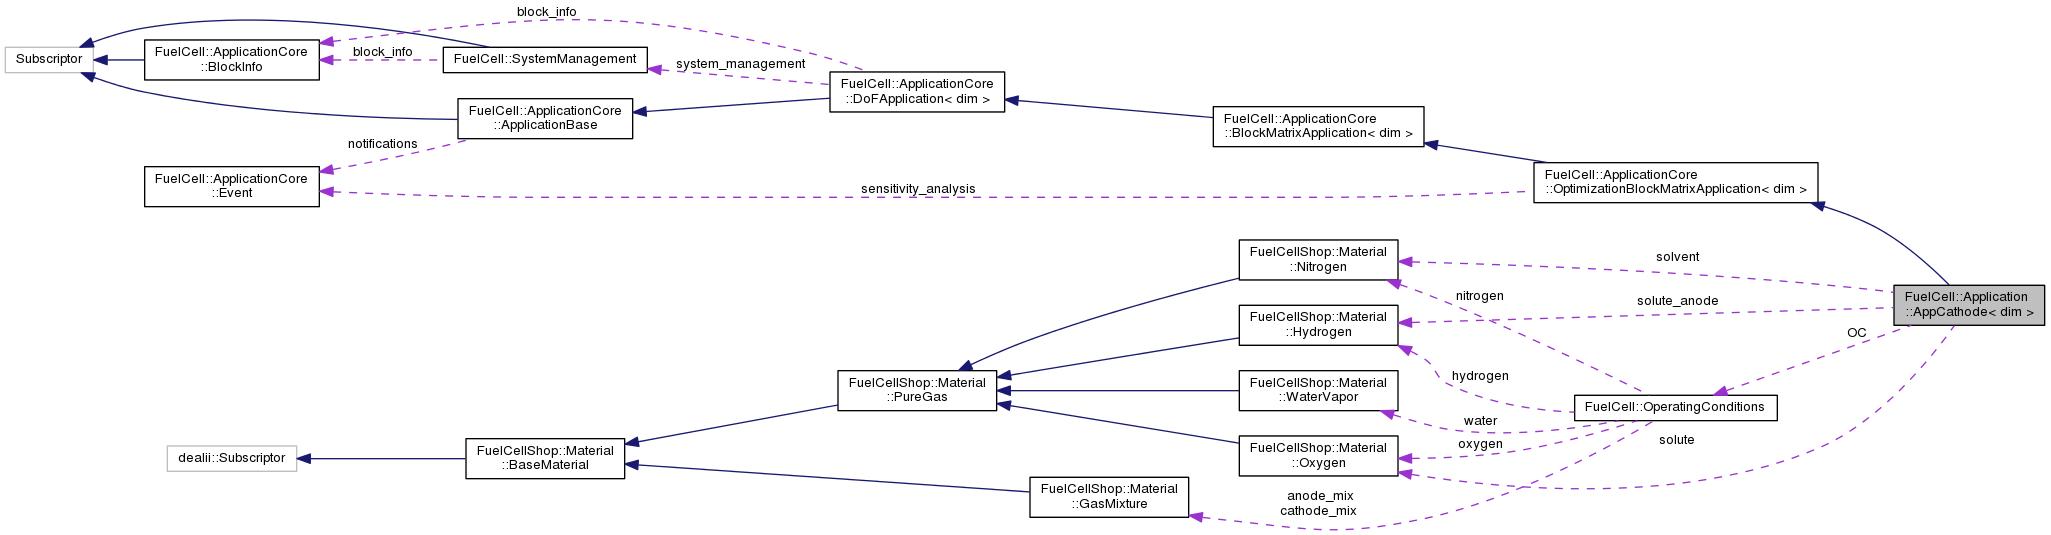 block_info
Subscriptor
FuelCell::ApplicationCore
::BlockInfo
block_info
FuelCell::SystemManagement
system_management
FuelCell::ApplicationCore
::DoFApplication< dim >
FuelCell::ApplicationCore
::ApplicationBase
FuelCell::ApplicationCore
::BlockMatrixApplication< dim >
notifications
FuelCell::ApplicationCore
::Event
sensitivity_analysis
FuelCell::ApplicationCore
::OptimizationBlockMatrixApplication< dim >
FuelCellShop::Material
::Nitrogen
solvent
nitrogen
solute_anode
FuelCell::Application
::AppCathode< dim >
FuelCellShop::Material
::Hydrogen
OC
hydrogen
FuelCellShop::Material
::PureGas
FuelCellShop::Material
::WaterVapor
FuelCell::OperatingConditions
water
oxygen
solute
FuelCellShop::Material
::Oxygen
dealii::Subscriptor
FuelCellShop::Material
::BaseMaterial
FuelCellShop::Material
::GasMixture
anode_mix
cathode_mix